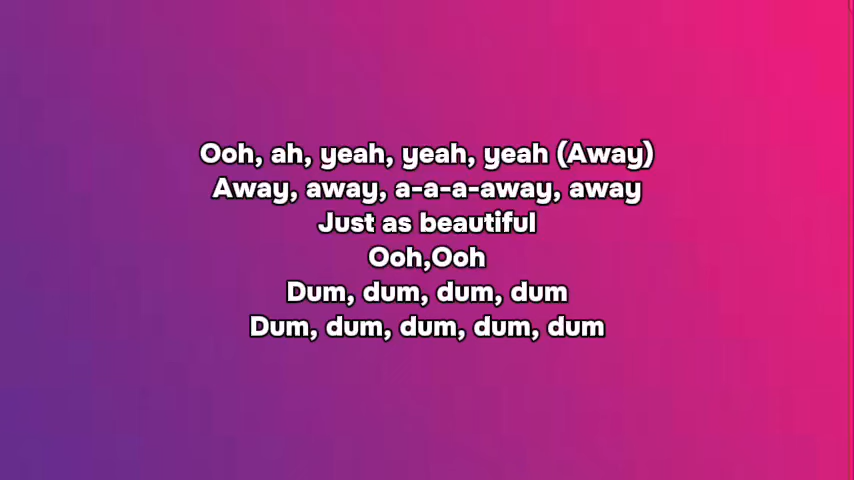 Ooh, ah, yeah, yeah, yeah (Away)
Away, away, a-a-a-away, away
Just as beautiful
Ooh,Ooh
Dum, dum, dum, dum
Dum, dum, dum, dum, dum